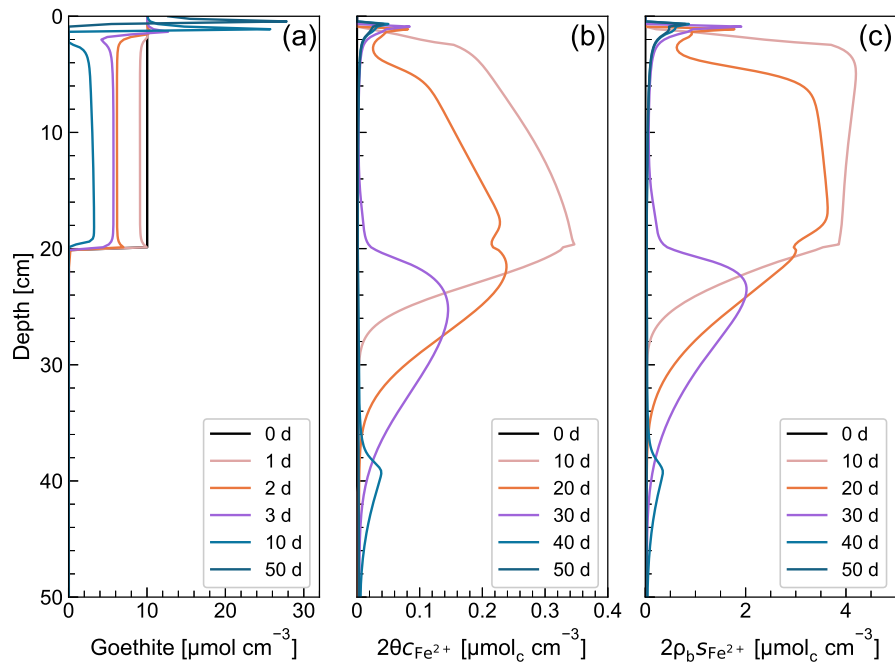 0
10
20
30
40
50
Depth [cm]
(a)
0 d
1 d
2 d
3 d
10 d
50 d
0 10 20 30
Goethite [μmol cm⁻³]
(b)
0 d
10 d
20 d
30 d
40 d
50 d
0 0.1 0.2 0.3 0.4
2θc_Fe²⁺ [μmol_c cm⁻³]
(c)
0 d
10 d
20 d
30 d
40 d
50 d
0 2 4
2ρ_b s_Fe²⁺ [μmol_c cm⁻³]